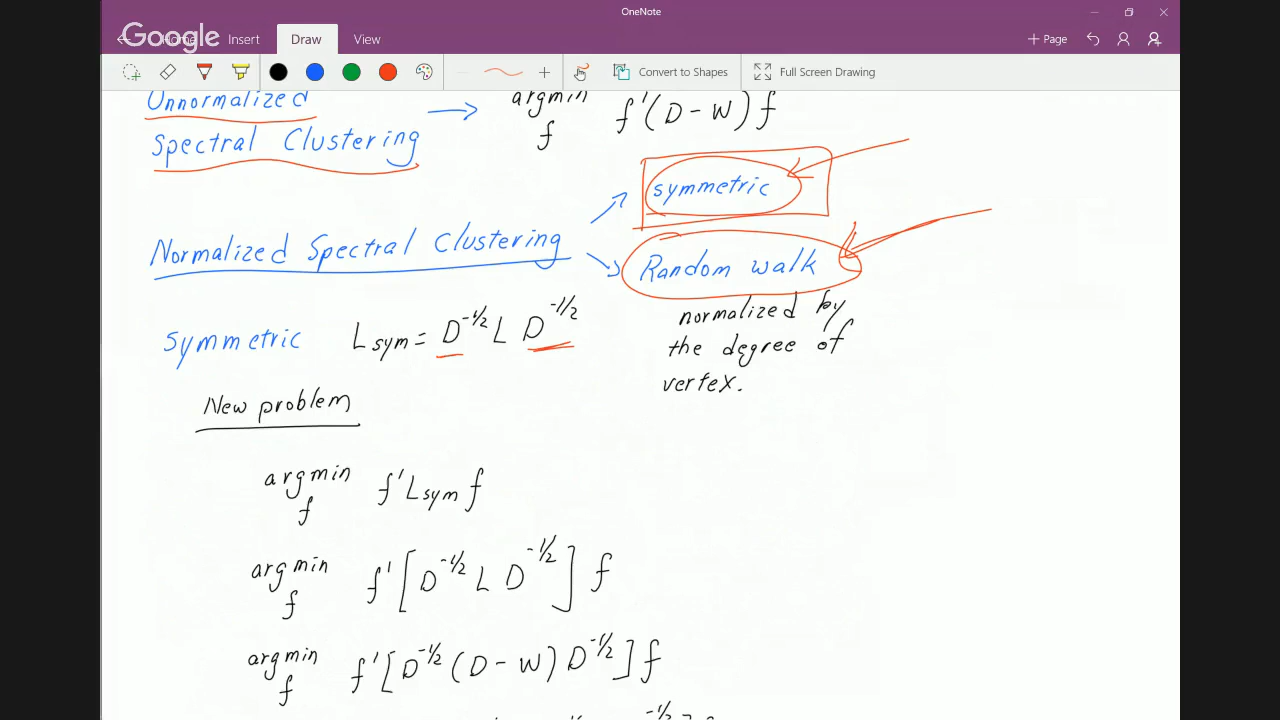 OneNote
Google
Insert Draw View
+ Page
Convert to Shapes Full Screen Drawing
Unnormalized
Spectral Clustering → argmin f f'(D-W)f
symmetric
Normalized Spectral Clustering
Random walk
symmetric L sym = D^-1/2 L D^-1/2
normalized by
the degree of
vertex.
New problem
argmin f f' L sym f
argmin f f' [D^-1/2 L D^-1/2] f
argmin f f' [D^-1/2 (D-W) D^-1/2] f